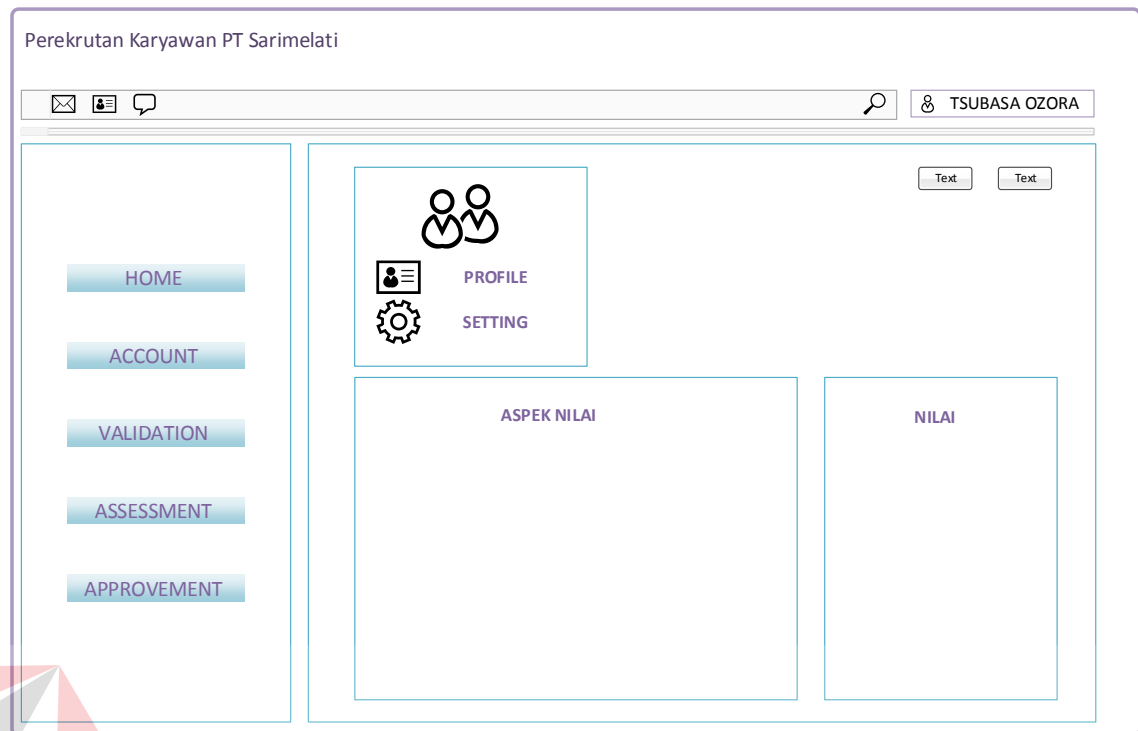 Perekrutan Karyawan PT Sarimelati
TSUBASA OZORA
Text
Text
HOME
ACCOUNT
VALIDATION
ASSESSMENT
APPROVEMENT
PROFILE
SETTING
ASPEK NILAI
NILAI